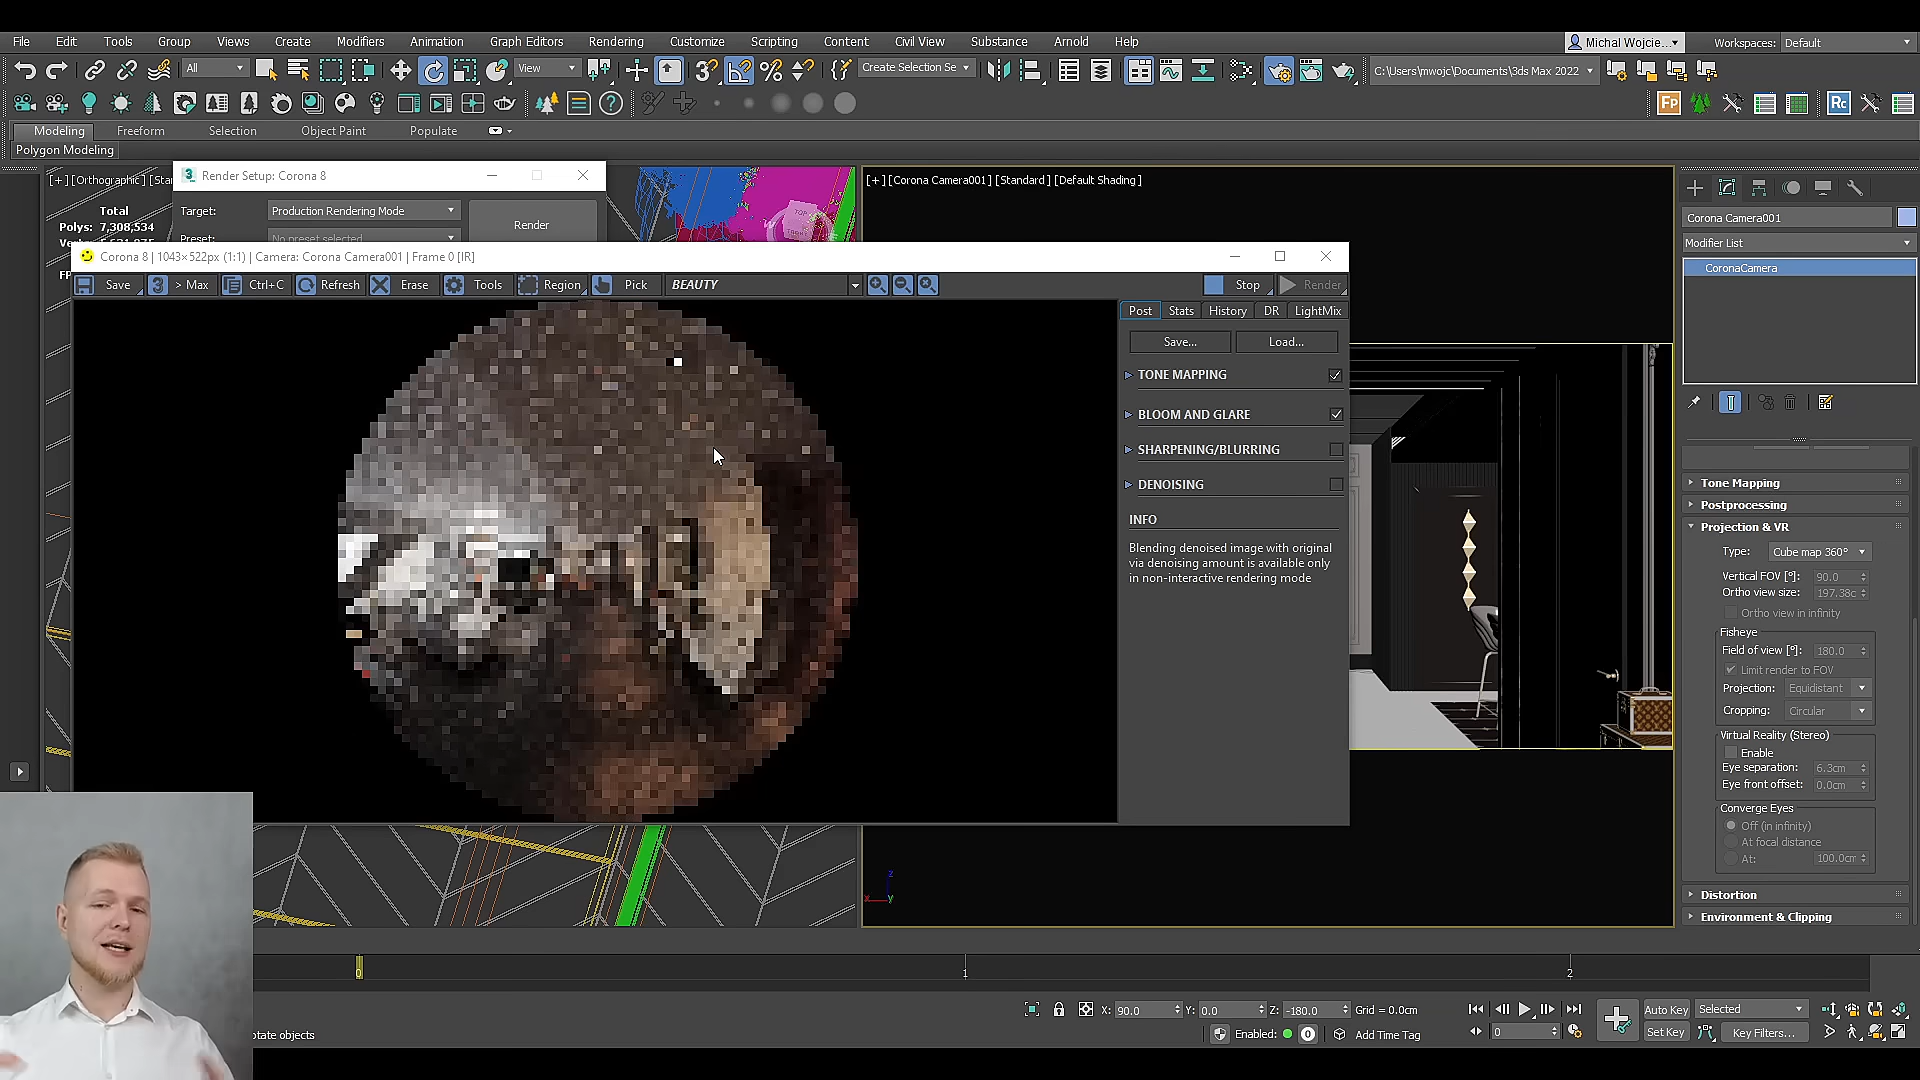 File Edit Tools Group Views Create Modifiers Animation Graph Editors Rendering Customize Scripting Content Civil View Substance Arnold Help
Michal Wojcie... Workspaces: Default
All View Create Selection Se C:\Users\mwojc\Documents\3ds Max 2022
Fp Rc
Modeling Freeform Selection Object Paint Populate
Polygon Modeling
[+] [Orthographic] [Sta
Render Setup: Corona 8
Total
Polys: 7,308,534
Target: Production Rendering Mode
Render
Preset: No preset selected
TOP
[+] [Corona Camera001] [Standard] [Default Shading]
Corona 8 | 1043×522px (1:1) | Camera: Corona Camera001 | Frame 0 [IR]
Save > Max Ctrl+C Refresh Erase Tools Region Pick BEAUTY Stop Render
Post Stats History DR LightMix
Save... Load...
TONE MAPPING
BLOOM AND GLARE
SHARPENING/BLURRING
DENOISING
INFO
Blending denoised image with original
via denoising amount is available only
in non-interactive rendering mode
Corona Camera001
Modifier List
CoronaCamera
Tone Mapping
Postprocessing
Projection & VR
Type: Cube map 360°
Vertical FOV [°]: 90.0
Ortho view size: 197.38c
Ortho view in infinity
Fisheye
Field of view [°]: 180.0
Limit render to FOV
Projection: Equidistant
Cropping: Circular
Virtual Reality (Stereo)
Enable
Eye separation: 6.3cm
Eye front offset: 0.0cm
Converge Eyes
Off (in infinity)
At focal distance
At: 100.0cm
Distortion
Environment & Clipping
z
x y
0 1 2
X: 90.0 Y: 0.0 Z: -180.0 Grid = 0.0cm
Auto Key Selected
otate objects
Enabled: 0 Add Time Tag
0 Set Key Key Filters...